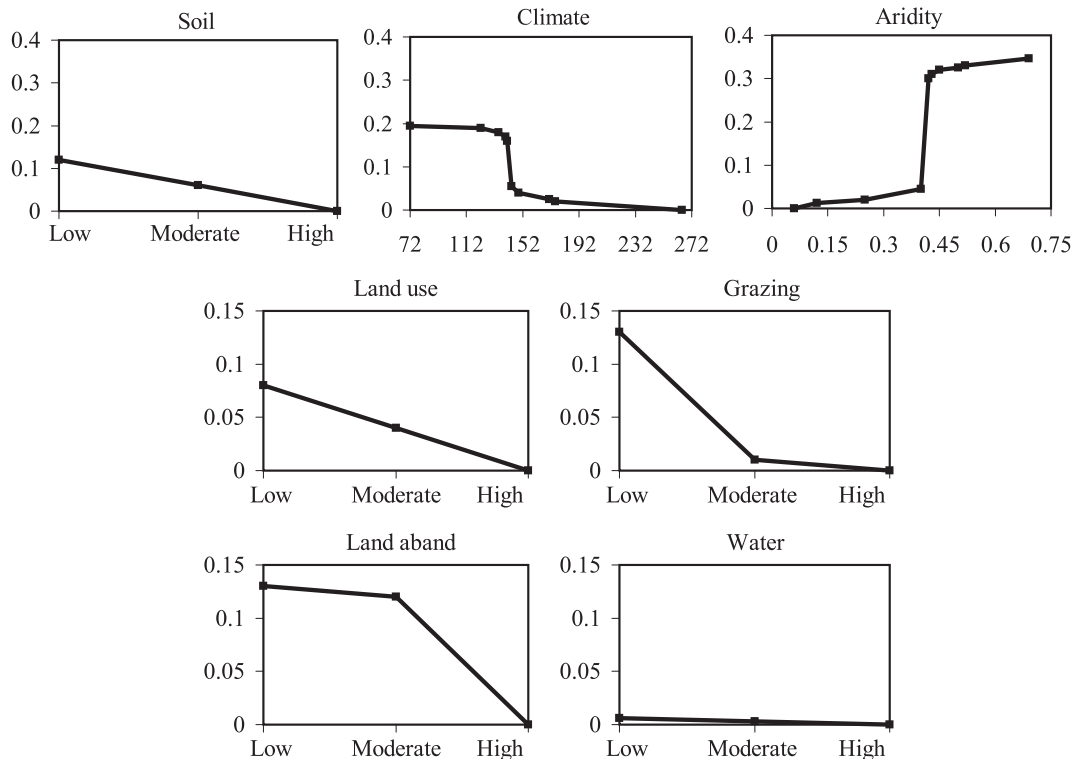 Soil
0.4
0.3
0.2
0.1
0
Low Moderate High
Climate
0.4
0.3
0.2
0.1
0
72 112 152 192 232 272
Aridity
0.4
0.3
0.2
0.1
0
0 0.15 0.3 0.45 0.6 0.75
Land use
0.15
0.1
0.05
0
Low Moderate High
Grazing
0.15
0.1
0.05
0
Low Moderate High
Land aband
0.15
0.1
0.05
0
Low Moderate High
Water
0.15
0.1
0.05
0
Low Moderate High